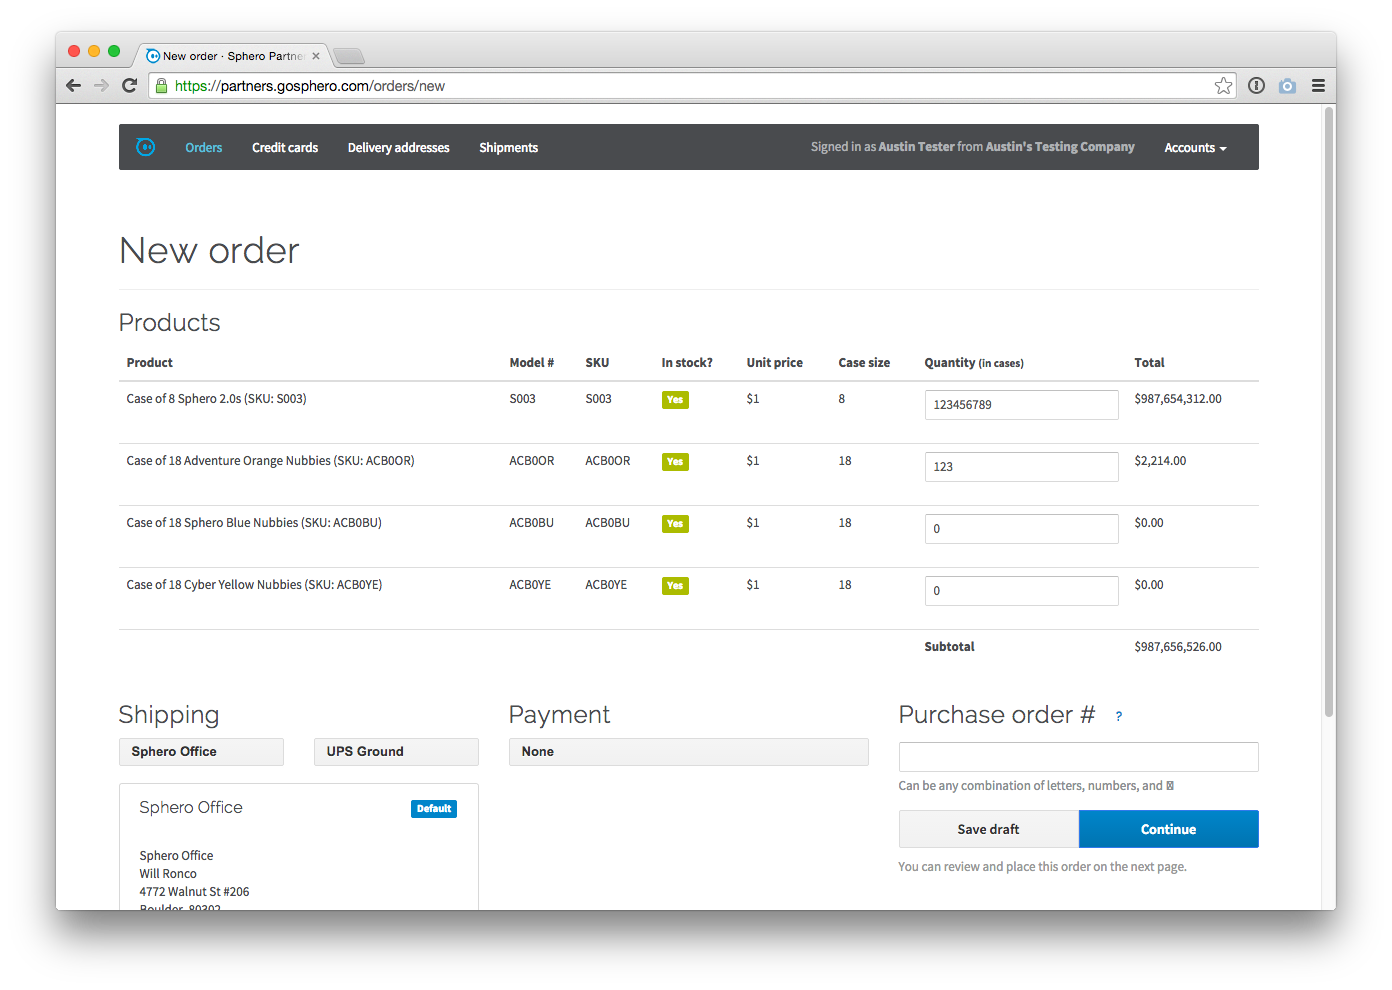 New order · Sphero Partne
https://partners.gosphero.com/orders/new
Orders Credit cards Delivery addresses Shipments Signed in as Austin Tester from Austin's Testing Company Accounts
New order
Products
Product Model # SKU In stock? Unit price Case size Quantity (in cases) Total
Case of 8 Sphero 2.0s (SKU: S003) S003 S003 Yes $1 8 123456789 $987,654,312.00
Case of 18 Adventure Orange Nubbies (SKU: ACB0OR) ACB0OR ACB0OR Yes $1 18 123 $2,214.00
Case of 18 Sphero Blue Nubbies (SKU: ACB0BU) ACB0BU ACB0BU Yes $1 18 0 $0.00
Case of 18 Cyber Yellow Nubbies (SKU: ACB0YE) ACB0YE ACB0YE Yes $1 18 0 $0.00
Subtotal $987,656,526.00
Shipping Payment Purchase order # ?
Sphero Office UPS Ground None
Can be any combination of letters, numbers, and
Sphero Office Default
Save draft Continue
Sphero Office
You can review and place this order on the next page.
Will Ronco
4772 Walnut St #206
Boulder, 80302